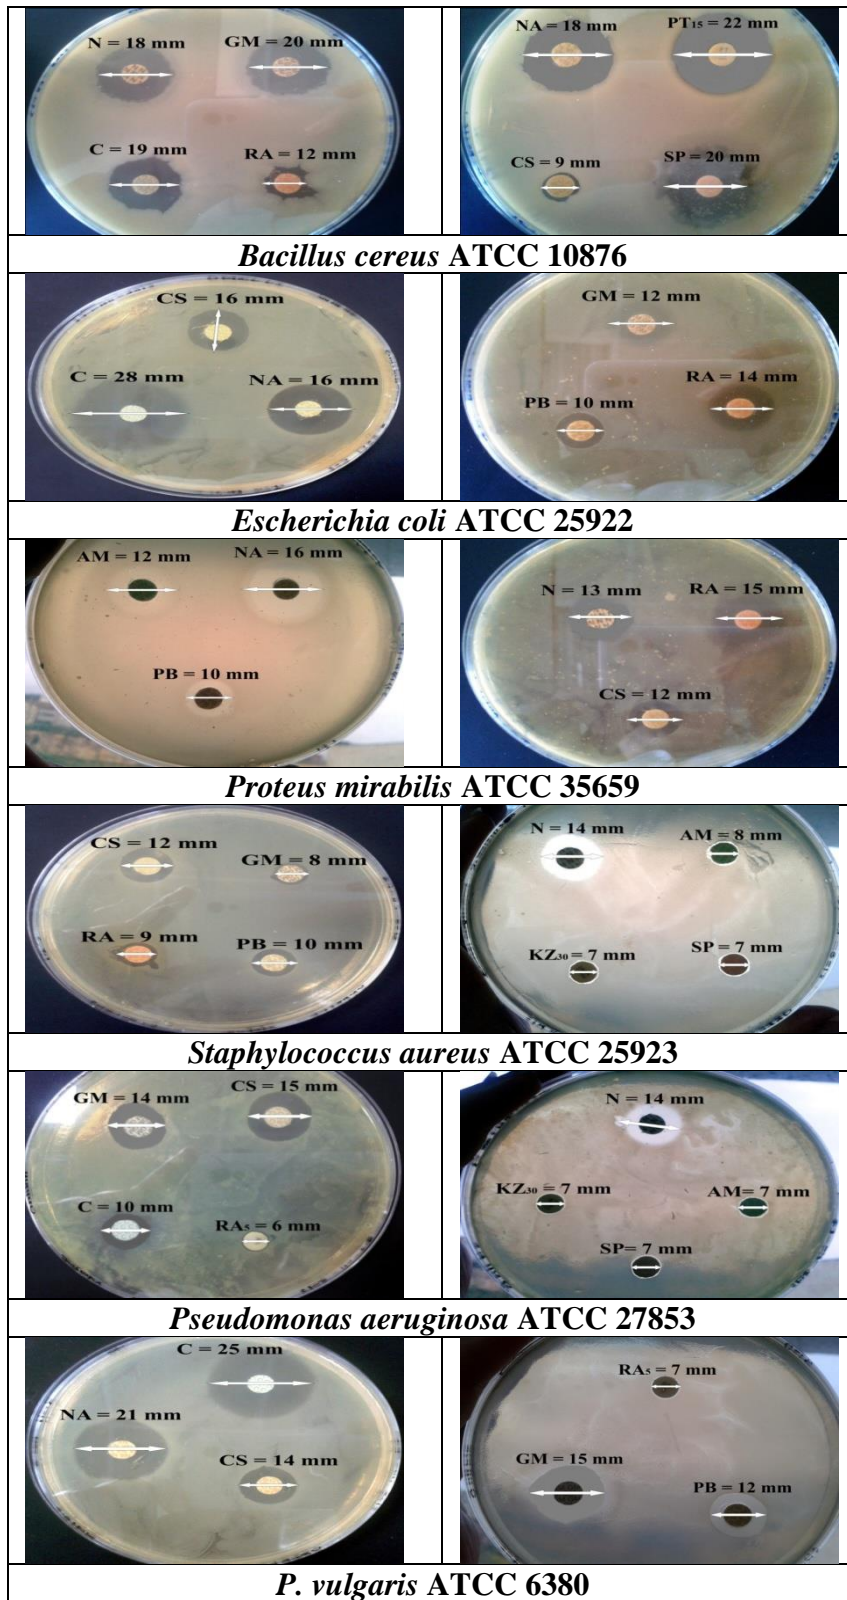 N = 18 mm
GM = 20 mm
C = 19 mm
RA = 12 mm
NA = 18 mm
PT₁₅ = 22 mm
CS = 9 mm
SP = 20 mm
Bacillus cereus ATCC 10876
CS = 16 mm
C = 28 mm
NA = 16 mm
GM = 12 mm
RA = 14 mm
PB = 10 mm
Escherichia coli ATCC 25922
AM = 12 mm
NA = 16 mm
PB = 10 mm
N = 13 mm
RA = 15 mm
CS = 12 mm
Proteus mirabilis ATCC 35659
CS = 12 mm
GM = 8 mm
RA = 9 mm
PB = 10 mm
N = 14 mm
AM = 8 mm
KZ₃₀ = 7 mm
SP = 7 mm
Staphylococcus aureus ATCC 25923
GM = 14 mm
CS = 15 mm
C = 10 mm
RA₅ = 6 mm
N = 14 mm
KZ₃₀ = 7 mm
AM= 7 mm
SP= 7 mm
Pseudomonas aeruginosa ATCC 27853
C = 25 mm
NA = 21 mm
CS = 14 mm
RA₅ = 7 mm
GM = 15 mm
PB = 12 mm
P. vulgaris ATCC 6380